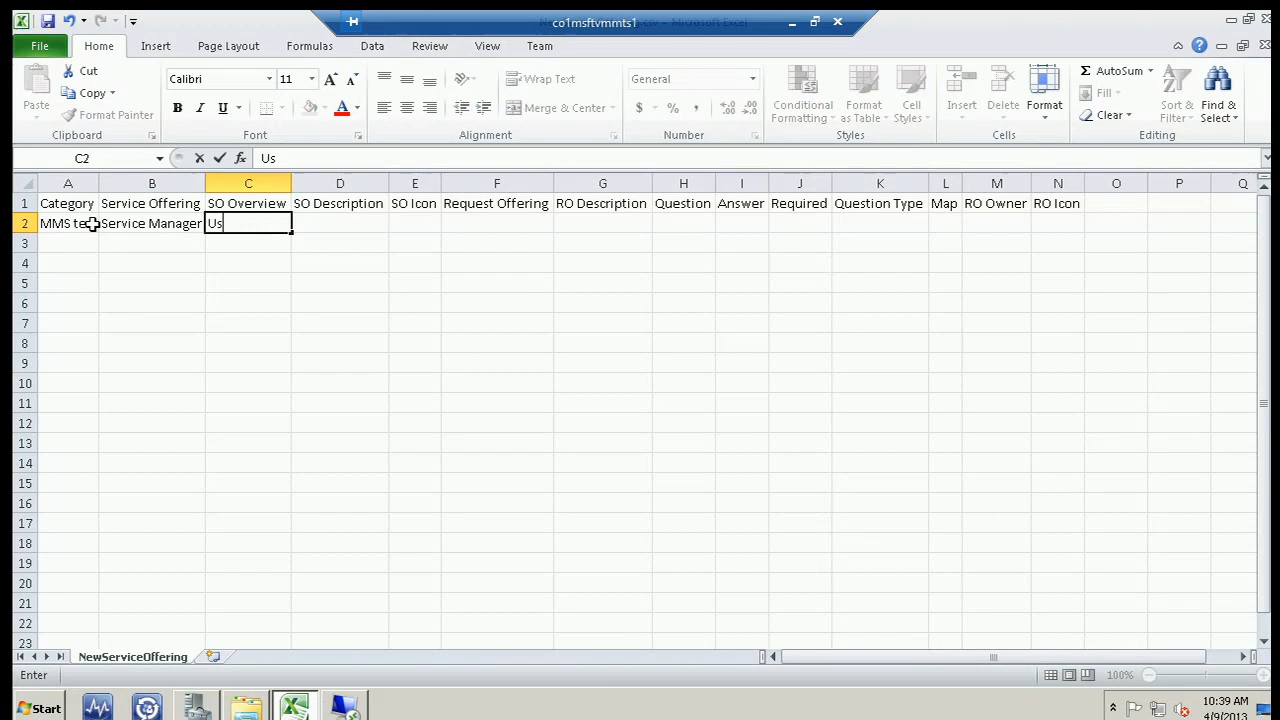 co1msftvmmts1
File Home Insert Page Layout Formulas Data Review View Team
Cut
Copy
Format Painter
Paste
Clipboard
Calibri 11
B I U
Font
Wrap Text
Merge & Center
Alignment
General
$ % ,
Number
Conditional Formatting
Format as Table
Cell Styles
Styles
Insert Delete Format
Cells
AutoSum
Fill
Clear
Sort & Filter
Find & Select
Editing
C2 Us
A B C D E F G H I J K L M N O P Q
1 Category Service Offering SO Overview SO Description SO Icon Request Offering RO Description Question Answer Required Question Type Map RO Owner RO Icon
2 MMS Service Manager Us
3
4
5
6
7
8
9
10
11
12
13
14
15
16
17
18
19
20
21
22
23
NewServiceOffering
Enter 100%
Start 10:39 AM
4/9/2013